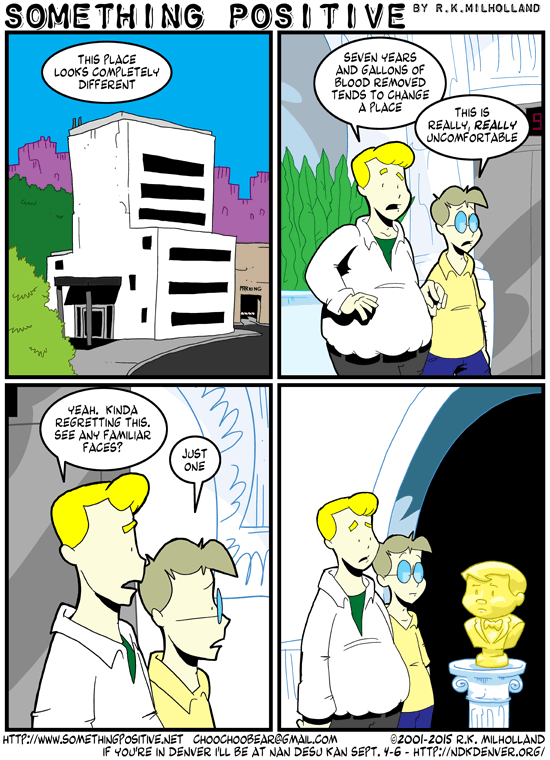 SOMETHING POSITIVE BY R.K.MILHOLLAND
THIS PLACE
LOOKS COMPLETELY
DIFFERENT
PARKING
SEVEN YEARS
AND GALLONS OF
BLOOD REMOVED
TENDS TO CHANGE
A PLACE
THIS IS
REALLY, REALLY
UNCOMFORTABLE
9
YEAH. KINDA
REGRETTING THIS.
SEE ANY FAMILIAR
FACES?
JUST
ONE
HTTP://WWW.SOMETHINGPOSITIVE.NET CHOOCHOOBEAR@GMAIL.COM ©2001-2015 R.K. MILHOLLAND
IF YOU'RE IN DENVER I'LL BE AT NAN DESU KAN SEPT. 4-6 - HTTP://NDKDENVER.ORG/